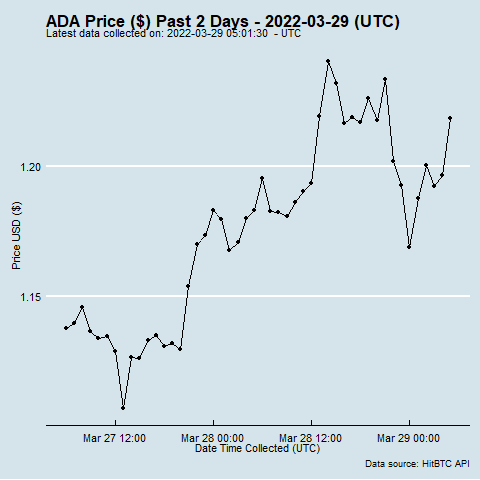 ADA Price ($) Past 2 Days - 2022-03-29 (UTC)
Latest data collected on: 2022-03-29 05:01:30 - UTC
1.20
Price USD ($)
1.15
Mar 27 12:00 Mar 28 00:00 Mar 28 12:00 Mar 29 00:00
Date Time Collected (UTC)
Data source: HitBTC API